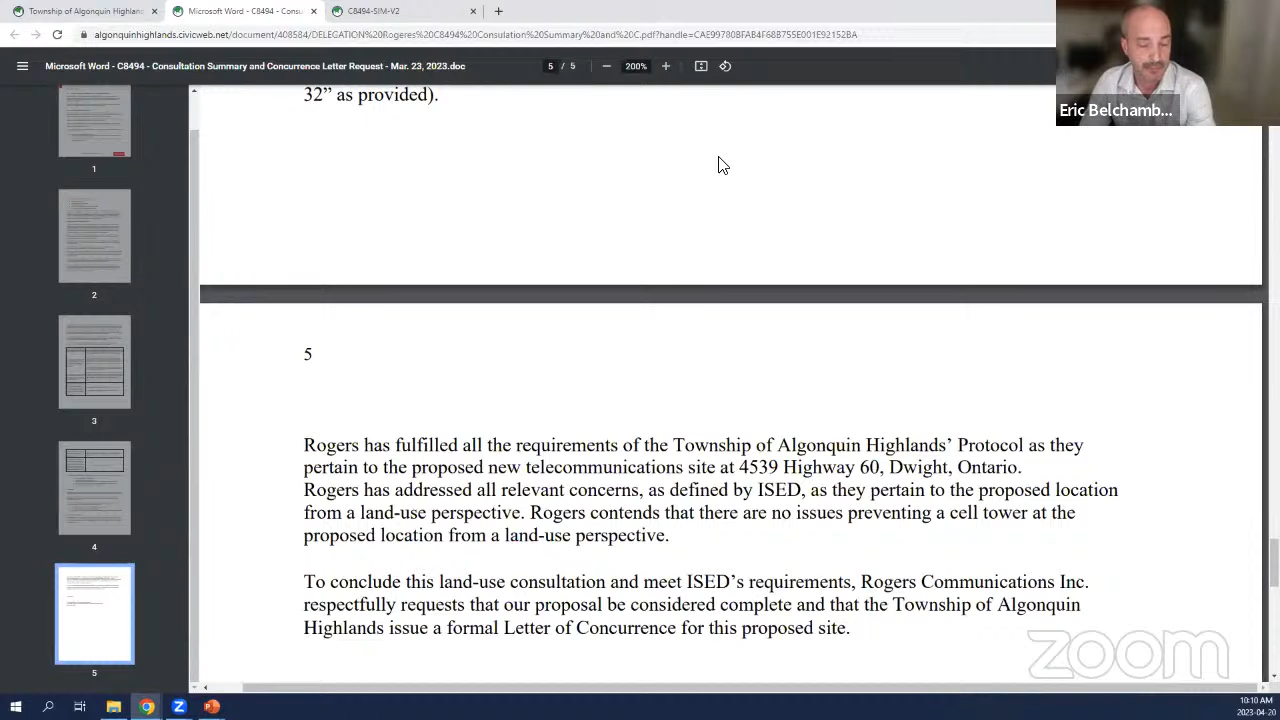 Township of Algonquin Highland
Microsoft Word - C8494 - Consu
C8494-SIM-V2
algonquinhighlands.civicweb.net/document/408584/DELEGATION%20Rogeres%20C8494%20Consulation%20Summary%20and%20C.pdf?handle=CAE997808FAB4F68B755E001E92152BA
Microsoft Word - C8494 - Consultation Summary and Concurrence Letter Request - Mar. 23, 2023.doc
5 / 5
200%
Eric Belchamb...
1
2
3
4
5
32” as provided).
5
Rogers has fulfilled all the requirements of the Township of Algonquin Highlands’ Protocol as they
pertain to the proposed new telecommunications site at 4539 Highway 60, Dwight, Ontario.
Rogers has addressed all relevant concerns, as defined by ISED, as they pertain to the proposed location
from a land-use perspective. Rogers contends that there are no issues preventing a cell tower at the
proposed location from a land-use perspective.
To conclude this land-use consultation and meet ISED’s requirements, Rogers Communications Inc.
respectfully requests that our proposal be considered complete and that the Township of Algonquin
Highlands issue a formal Letter of Concurrence for this proposed site.
zoom
10:10 AM
2023-04-20